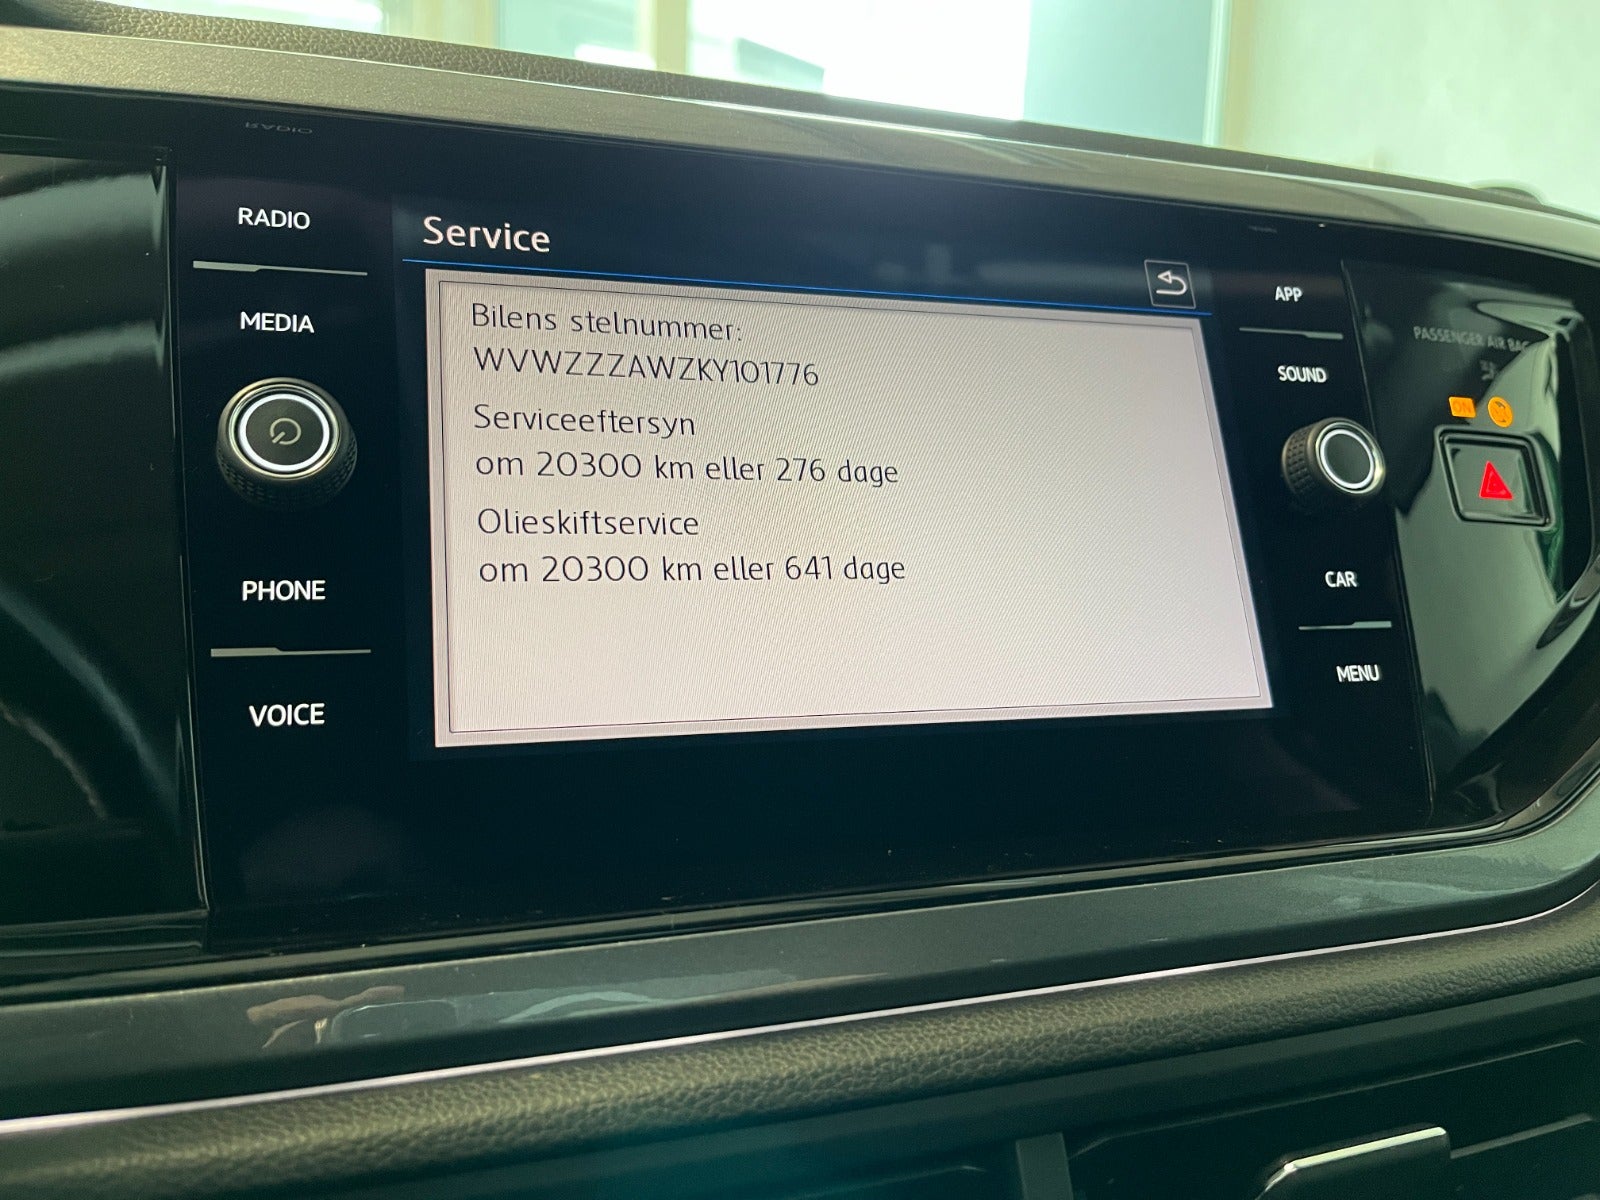 RADIO
MEDIA
PHONE
VOICE
Service
Bilens stelnummer:
WVWZZZAWZKY101776
Serviceeftersyn
om 20300 km eller 276 dage
Olieskiftservice
om 20300 km eller 641 dage
APP
SOUND
CAR
MENU
PASSENGER AIR BAG
ON